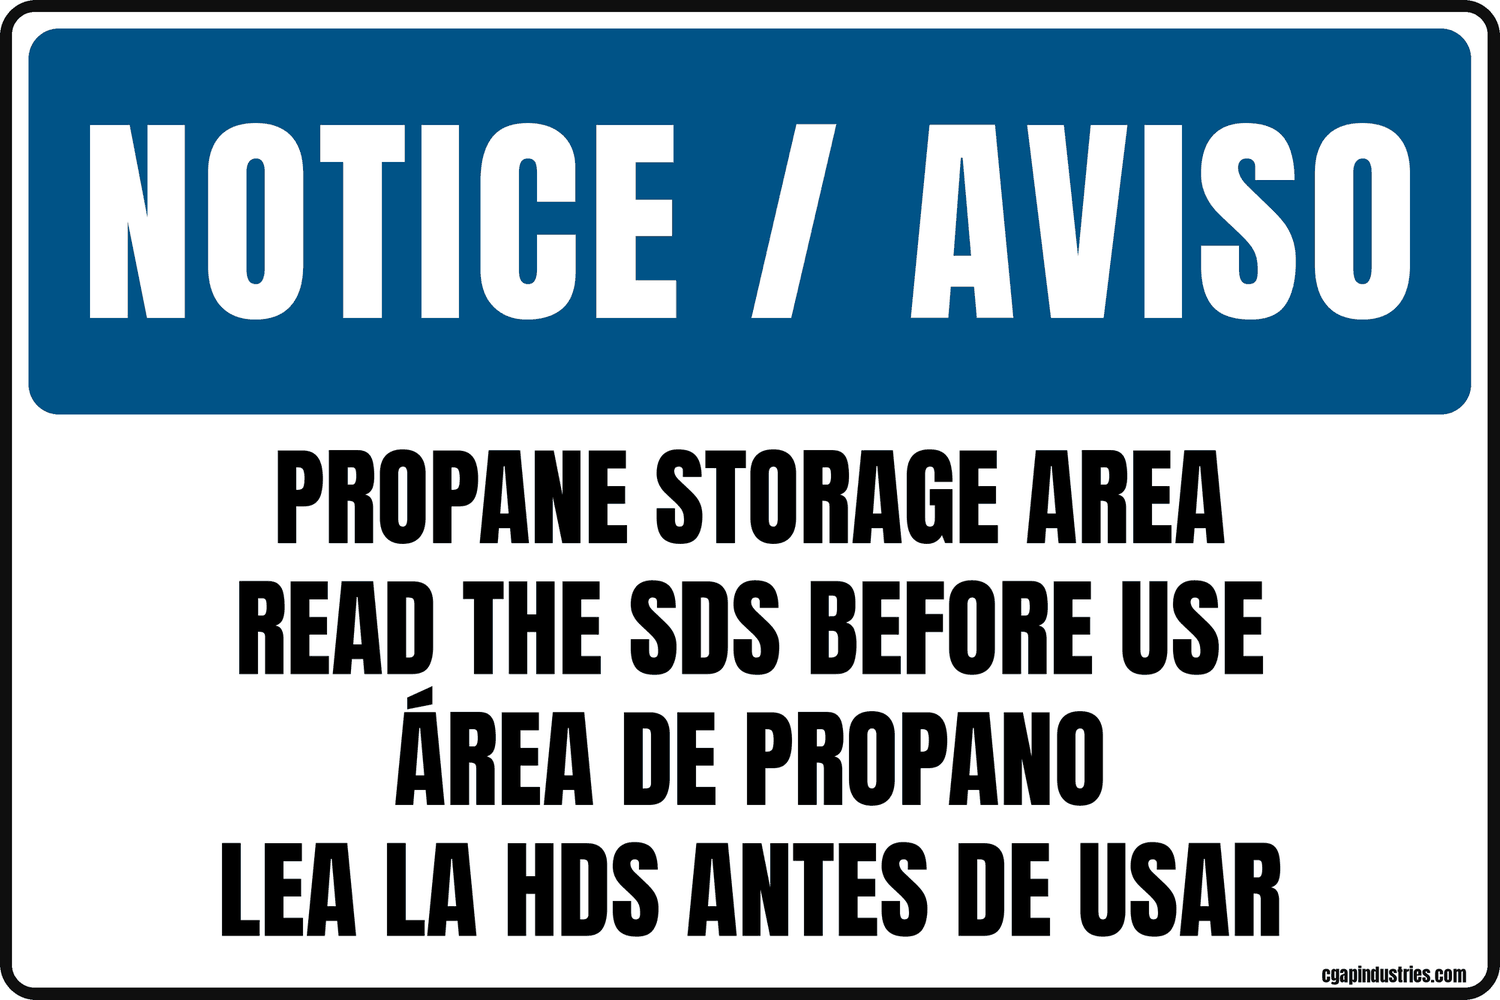 NOTICE / AVISO
PROPANE STORAGE AREA
READ THE SDS BEFORE USE
ÁREA DE PROPANO
LEA LA HDS ANTES DE USAR
cgapindustries.com